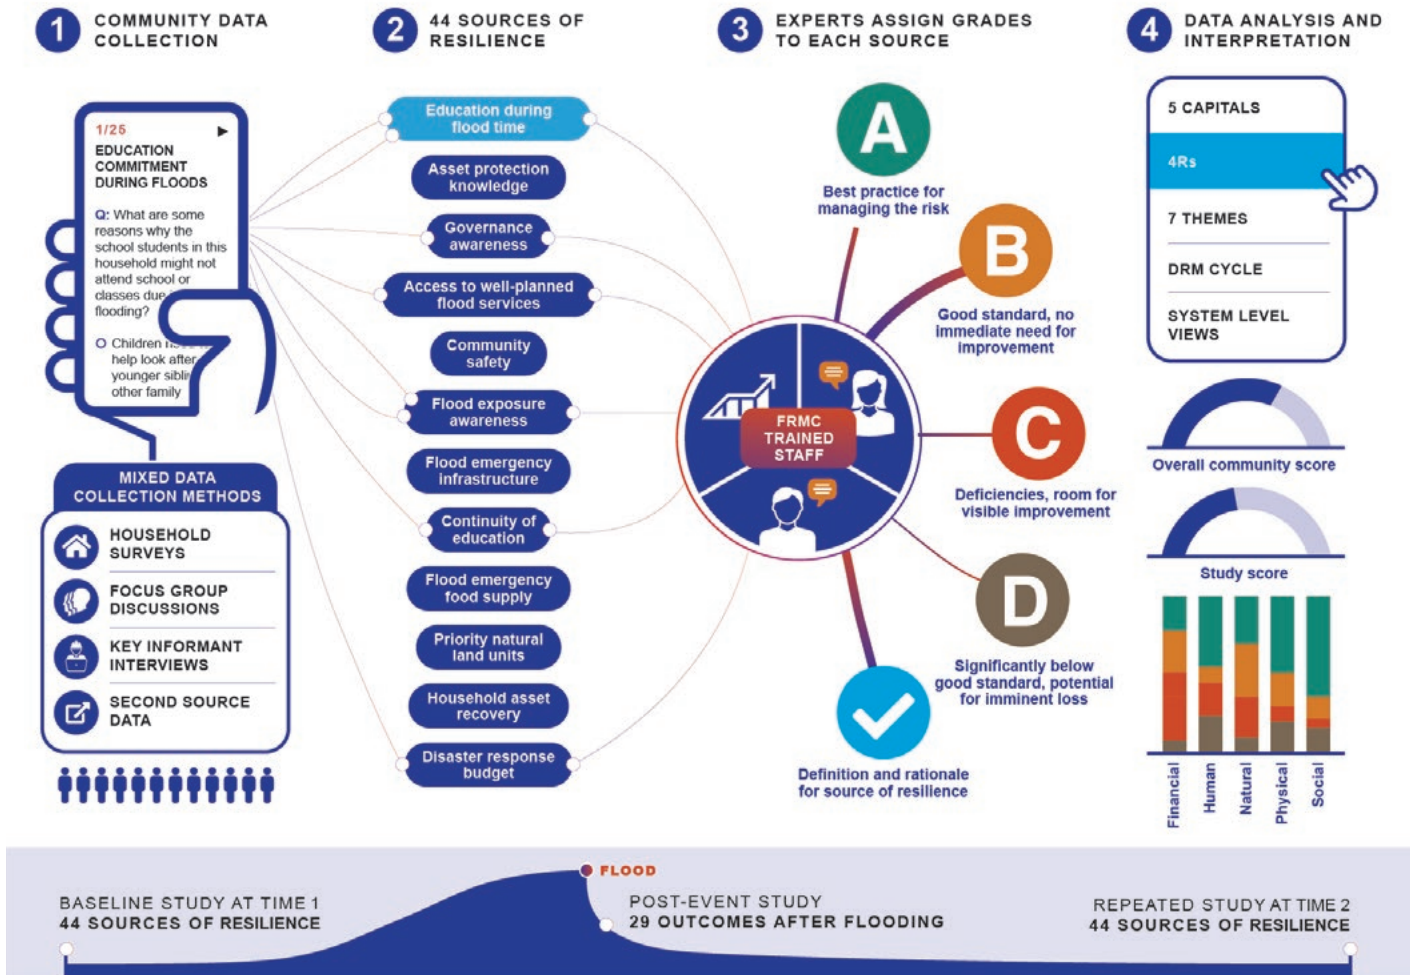 1 COMMUNITY DATA
COLLECTION
2 44 SOURCES OF
RESILIENCE
3 EXPERTS ASSIGN GRADES
TO EACH SOURCE
4 DATA ANALYSIS AND
INTERPRETATION
1/25
EDUCATION
COMMITMENT
DURING FLOODS
Q: What are some
reasons why the
school students in this
household might not
attend school or
classes due
flooding?
O Children
help look after
younger
other family
MIXED DATA
COLLECTION METHODS
HOUSEHOLD
SURVEYS
FOCUS GROUP
DISCUSSIONS
KEY INFORMANT
INTERVIEWS
SECOND SOURCE
DATA
Education during
flood time
Asset protection
knowledge
Governance
awareness
Access to well-planned
flood services
Community
safety
Flood exposure
awareness
Flood emergency
infrastructure
Continuity of
education
Flood emergency
food supply
Priority natural
land units
Household asset
recovery
Disaster response
budget
FRMC
TRAINED
STAFF
A
Best practice for
managing the risk
B
Good standard, no
immediate need for
improvement
C
Deficiencies, room for
visible improvement
D
Significantly below
good standard, potential
for imminent loss
Definition and rationale
for source of resilience
5 CAPITALS
4Rs
7 THEMES
DRM CYCLE
SYSTEM LEVEL
VIEWS
Overall community score
Study score
Financial
Human
Natural
Physical
Social
BASELINE STUDY AT TIME 1
44 SOURCES OF RESILIENCE
FLOOD
POST-EVENT STUDY
29 OUTCOMES AFTER FLOODING
REPEATED STUDY AT TIME 2
44 SOURCES OF RESILIENCE